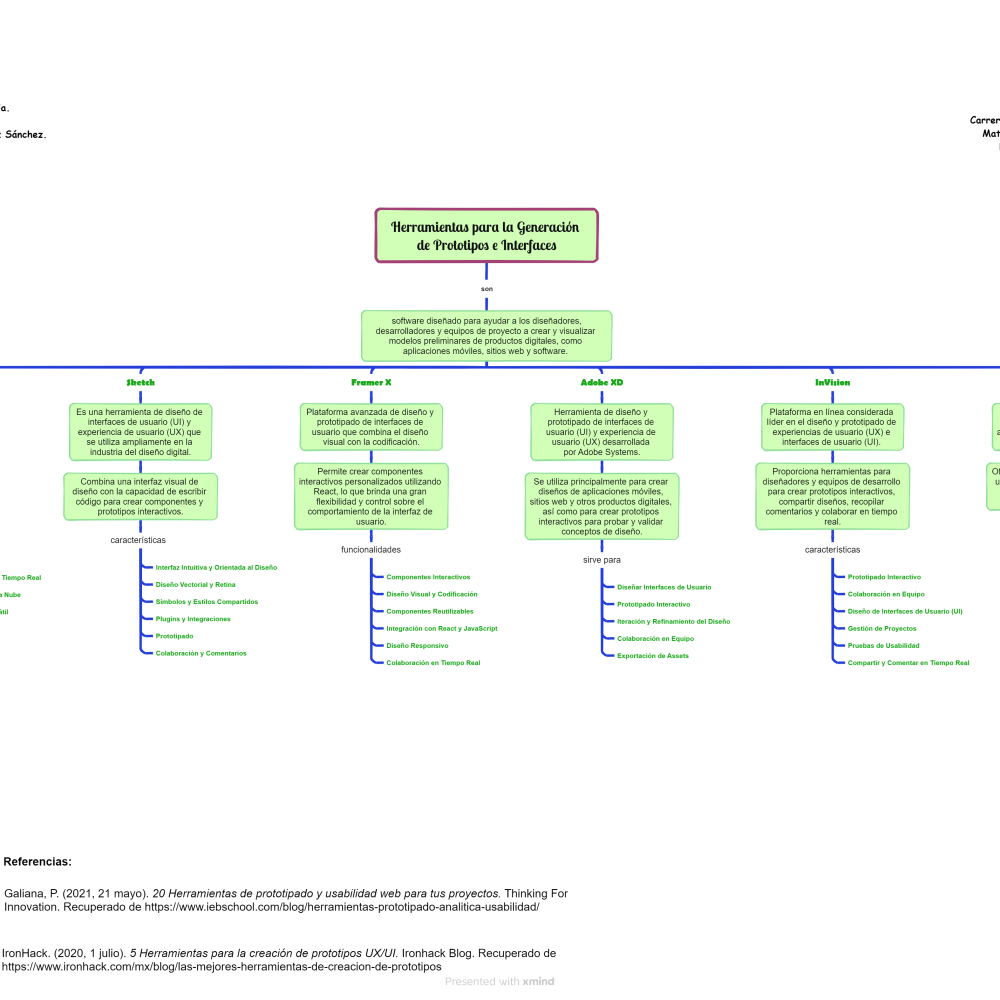 Sánchez.
Herramientas para la Generación
de Prototipos e Interfaces
son
software diseñado para ayudar a los diseñadores,
desarrolladores y equipos de proyecto a crear y visualizar
modelos preliminares de productos digitales, como
aplicaciones móviles, sitios web y software.
Sketch
Es una herramienta de diseño de
interfaces de usuario (UI) y
experiencia de usuario (UX) que
se utiliza ampliamente en la
industria del diseño digital.
Combina una interfaz visual de
diseño con la capacidad de escribir
código para crear componentes y
prototipos interactivos.
características
Interfaz Intuitiva y Orientada al Diseño
Diseño Vectorial y Retina
Símbolos y Estilos Compartidos
Plugins y Integraciones
Prototipado
Colaboración y Comentarios
Tiempo Real
Nube
Framer X
Plataforma avanzada de diseño y
prototipado de interfaces de
usuario que combina el diseño
visual con la codificación.
Permite crear componentes
interactivos personalizados utilizando
React, lo que brinda una gran
flexibilidad y control sobre el
comportamiento de la interfaz de
usuario.
funcionalidades
Componentes Interactivos
Diseño Visual y Codificación
Componentes Reutilizables
Integración con React y JavaScript
Diseño Responsivo
Colaboración en Tiempo Real
Adobe XD
Herramienta de diseño y
prototipado de interfaces de
usuario (UI) y experiencia de
usuario (UX) desarrollada
por Adobe Systems.
Se utiliza principalmente para crear
diseños de aplicaciones móviles,
sitios web y otros productos digitales,
así como para crear prototipos
interactivos para probar y validar
conceptos de diseño.
sirve para
Diseñar Interfaces de Usuario
Prototipado Interactivo
Iteración y Refinamiento del Diseño
Colaboración en Equipo
Exportación de Assets
InVision
Plataforma en línea considerada
líder en el diseño y prototipado de
experiencias de usuario (UX) e
interfaces de usuario (UI).
Proporciona herramientas para
diseñadores y equipos de desarrollo
para crear prototipos interactivos,
compartir diseños, recopilar
comentarios y colaborar en tiempo
real.
características
Prototipado Interactivo
Colaboración en Equipo
Diseño de Interfaces de Usuario (UI)
Gestión de Proyectos
Pruebas de Usabilidad
Compartir y Comentar en Tiempo Real
Referencias:
Galiana, P. (2021, 21 mayo). 20 Herramientas de prototipado y usabilidad web para tus proyectos. Thinking For
Innovation. Recuperado de https://www.iebschool.com/blog/herramientas-prototipado-analitica-usabilidad/
IronHack. (2020, 1 julio). 5 Herramientas para la creación de prototipos UX/UI. Ironhack Blog. Recuperado de
https://www.ironhack.com/mx/blog/las-mejores-herramientas-de-creacion-de-prototipos
Presented with xmind